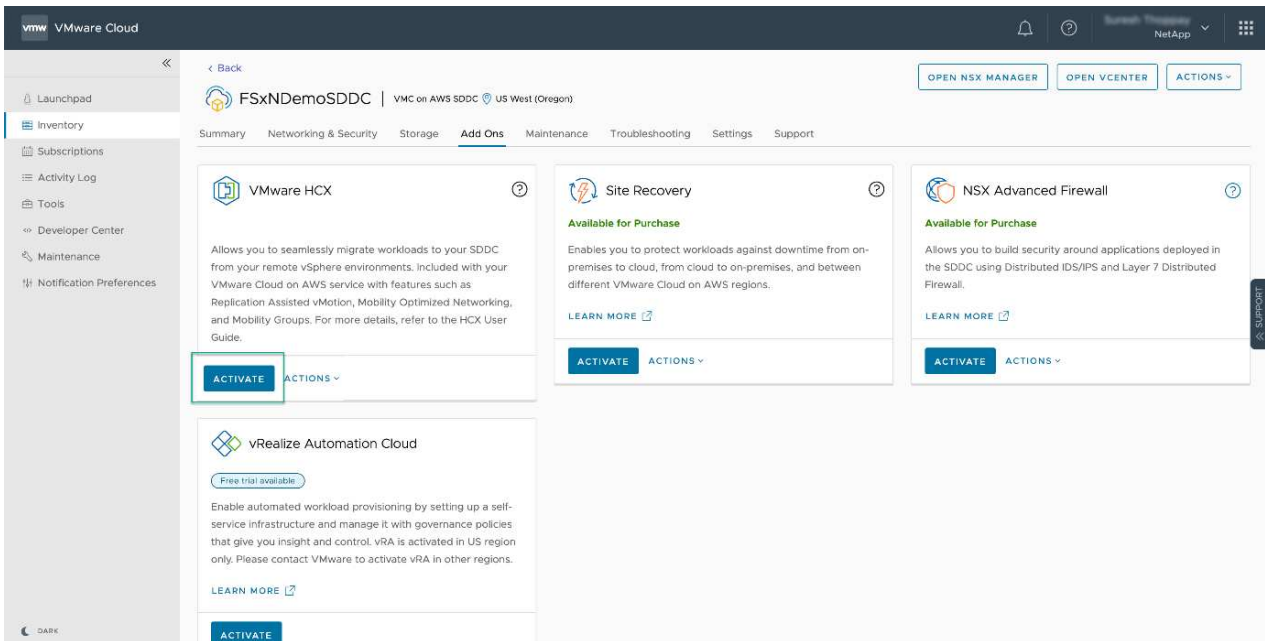 vmw VMware Cloud
NetApp
Launchpad
Inventory
Subscriptions
Activity Log
Tools
Developer Center
Maintenance
Notification Preferences
DARK
Back
OPEN NSX MANAGER
OPEN VCENTER
ACTIONS
FSxNDemoSDDC | VMC on AWS SDDC US West (Oregon)
Summary Networking & Security Storage Add Ons Maintenance Troubleshooting Settings Support
VMware HCX
Allows you to seamlessly migrate workloads to your SDDC
from your remote vSphere environments. Included with your
VMware Cloud on AWS service with features such as
Replication Assisted vMotion, Mobility Optimized Networking,
and Mobility Groups. For more details, refer to the HCX User
Guide.
ACTIVATE ACTIONS
Site Recovery
Available for Purchase
Enables you to protect workloads against downtime from on-
premises to cloud, from cloud to on-premises, and between
different VMware Cloud on AWS regions.
LEARN MORE
ACTIVATE ACTIONS
NSX Advanced Firewall
Available for Purchase
Allows you to build security around applications deployed in
the SDDC using Distributed IDS/IPS and Layer 7 Distributed
Firewall.
LEARN MORE
ACTIVATE ACTIONS
SUPPORT
vRealize Automation Cloud
Free trial available
Enable automated workload provisioning by setting up a self-
service infrastructure and manage it with governance policies
that give you insight and control. vRA is activated in US region
only. Please contact VMware to activate vRA in other regions.
LEARN MORE
ACTIVATE